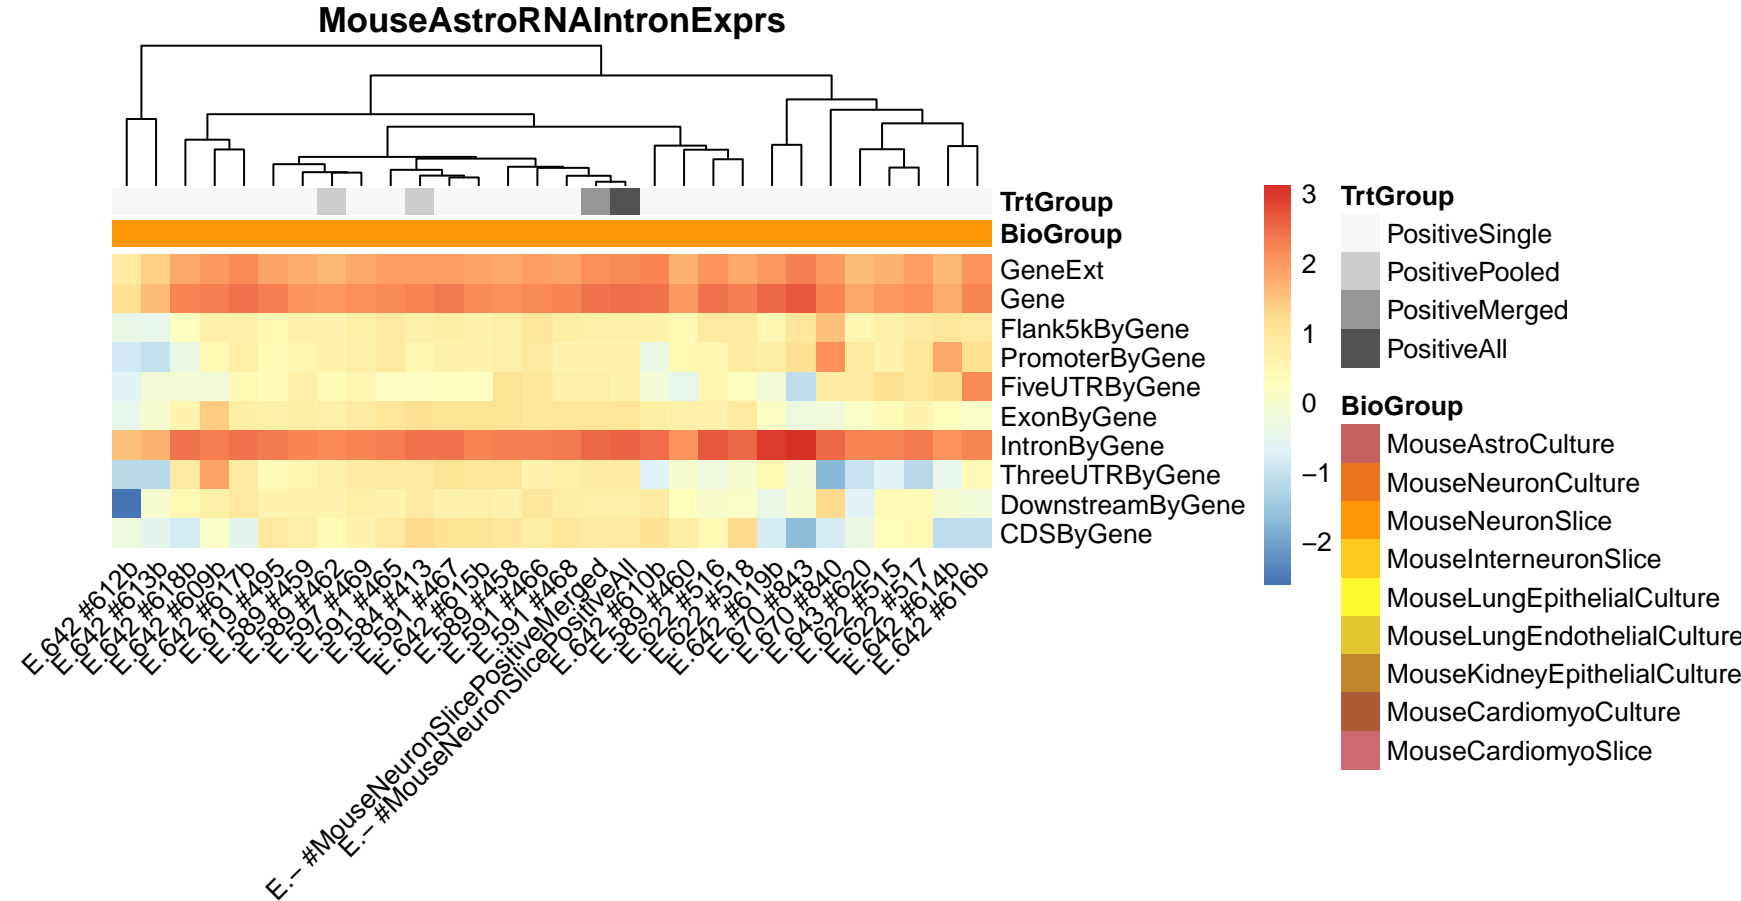 MouseAstroRNAIntronExprs
TrtGroup
BioGroup
GeneExt
Gene
Flank5kByGene
PromoterByGene
FiveUTRByGene
ExonByGene
IntronByGene
ThreeUTRByGene
DownstreamByGene
CDSByGene
E.642 #612b
E.642 #613b
E.642 #618b
E.642 #609b
E.642 #617b
E.619 #495
E.589 #459
E.589 #462
E.597 #469
E.591 #465
E.584 #413
E.591 #467
E.642 #615b
E.589 #458
E.591 #466
E.591 #468
E.– #MouseNeuronSlicePositiveMerged
E.– #MouseNeuronSlicePositiveAll
E.642 #610b
E.589 #460
E.622 #516
E.622 #518
E.642 #619b
E.670 #843
E.670 #840
E.643 #620
E.622 #515
E.622 #517
E.642 #614b
E.642 #616b
3
2
1
0
–1
–2
TrtGroup
PositiveSingle
PositivePooled
PositiveMerged
PositiveAll
BioGroup
MouseAstroCulture
MouseNeuronCulture
MouseNeuronSlice
MouseInterneuronSlice
MouseLungEpithelialCulture
MouseLungEndothelialCulture
MouseKidneyEpithelialCulture
MouseCardiomyoCulture
MouseCardiomyoSlice